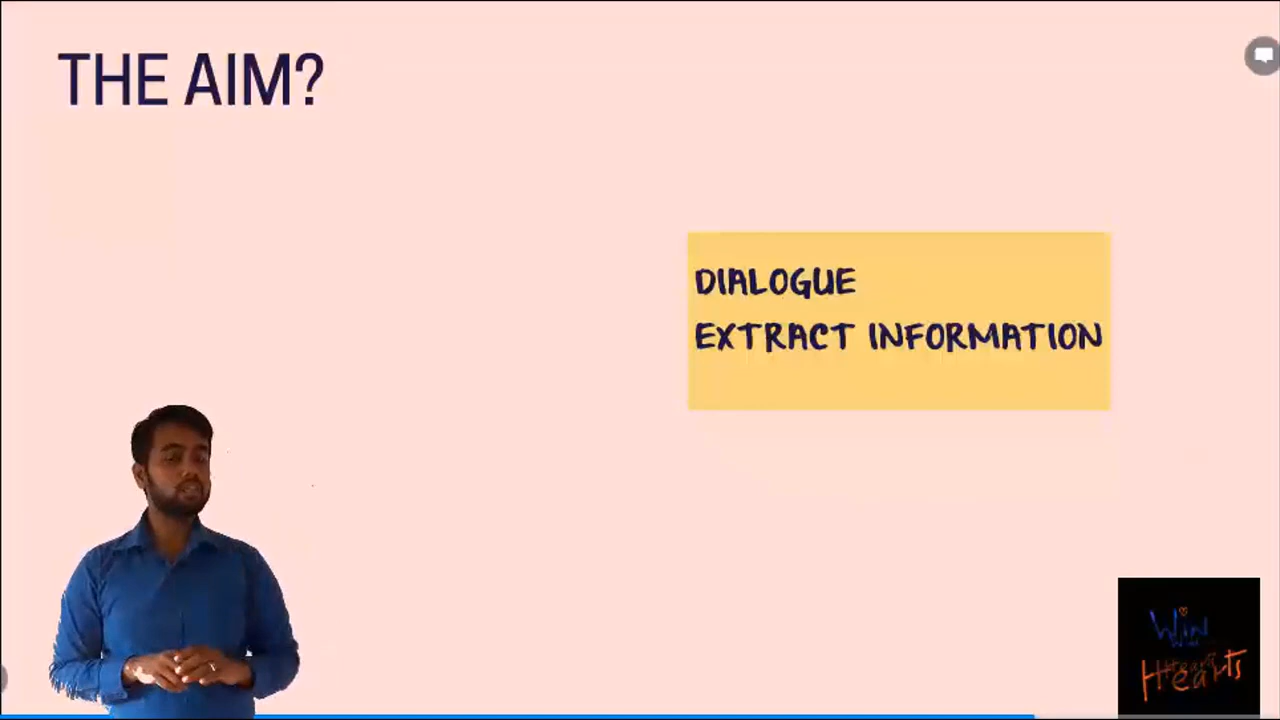 THE AIM?
DIALOGUE
EXTRACT INFORMATION
Win
Hearts